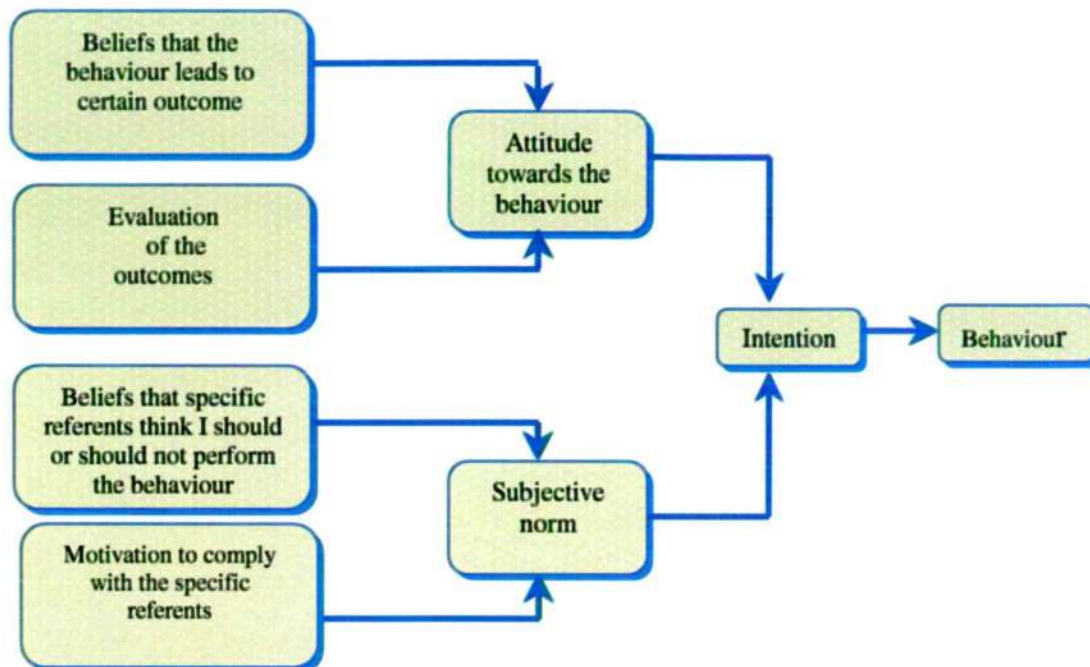 Beliefs that the
behaviour leads to
certain outcome
Attitude
towards the
behaviour
Evaluation
of the
outcomes
Intention
Behaviour
Beliefs that specific
referents think I should
or should not perform
the behaviour
Subjective
norm
Motivation to comply
with the specific
referents